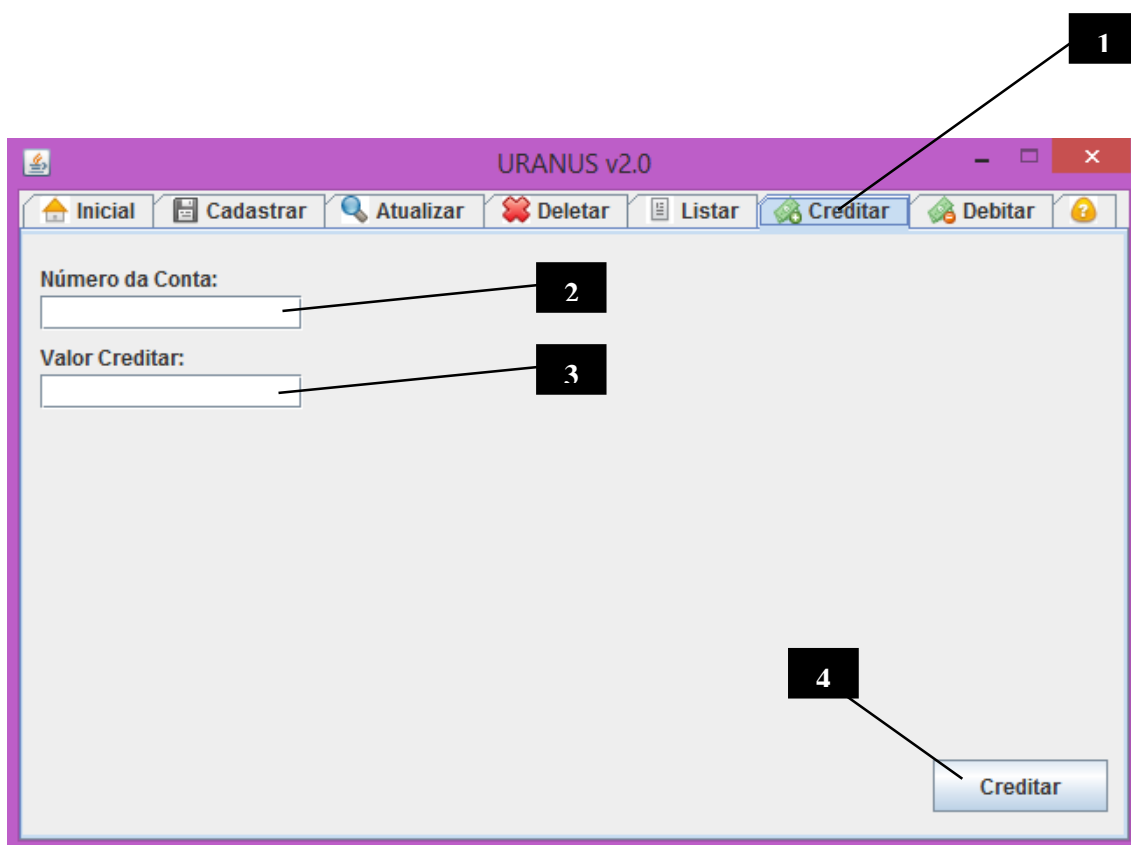 1
URANUS v2.0
Inicial Cadastrar Atualizar Deletar Listar Creditar Debitar ?
Número da Conta:
2
Valor Creditar:
3
4
Creditar